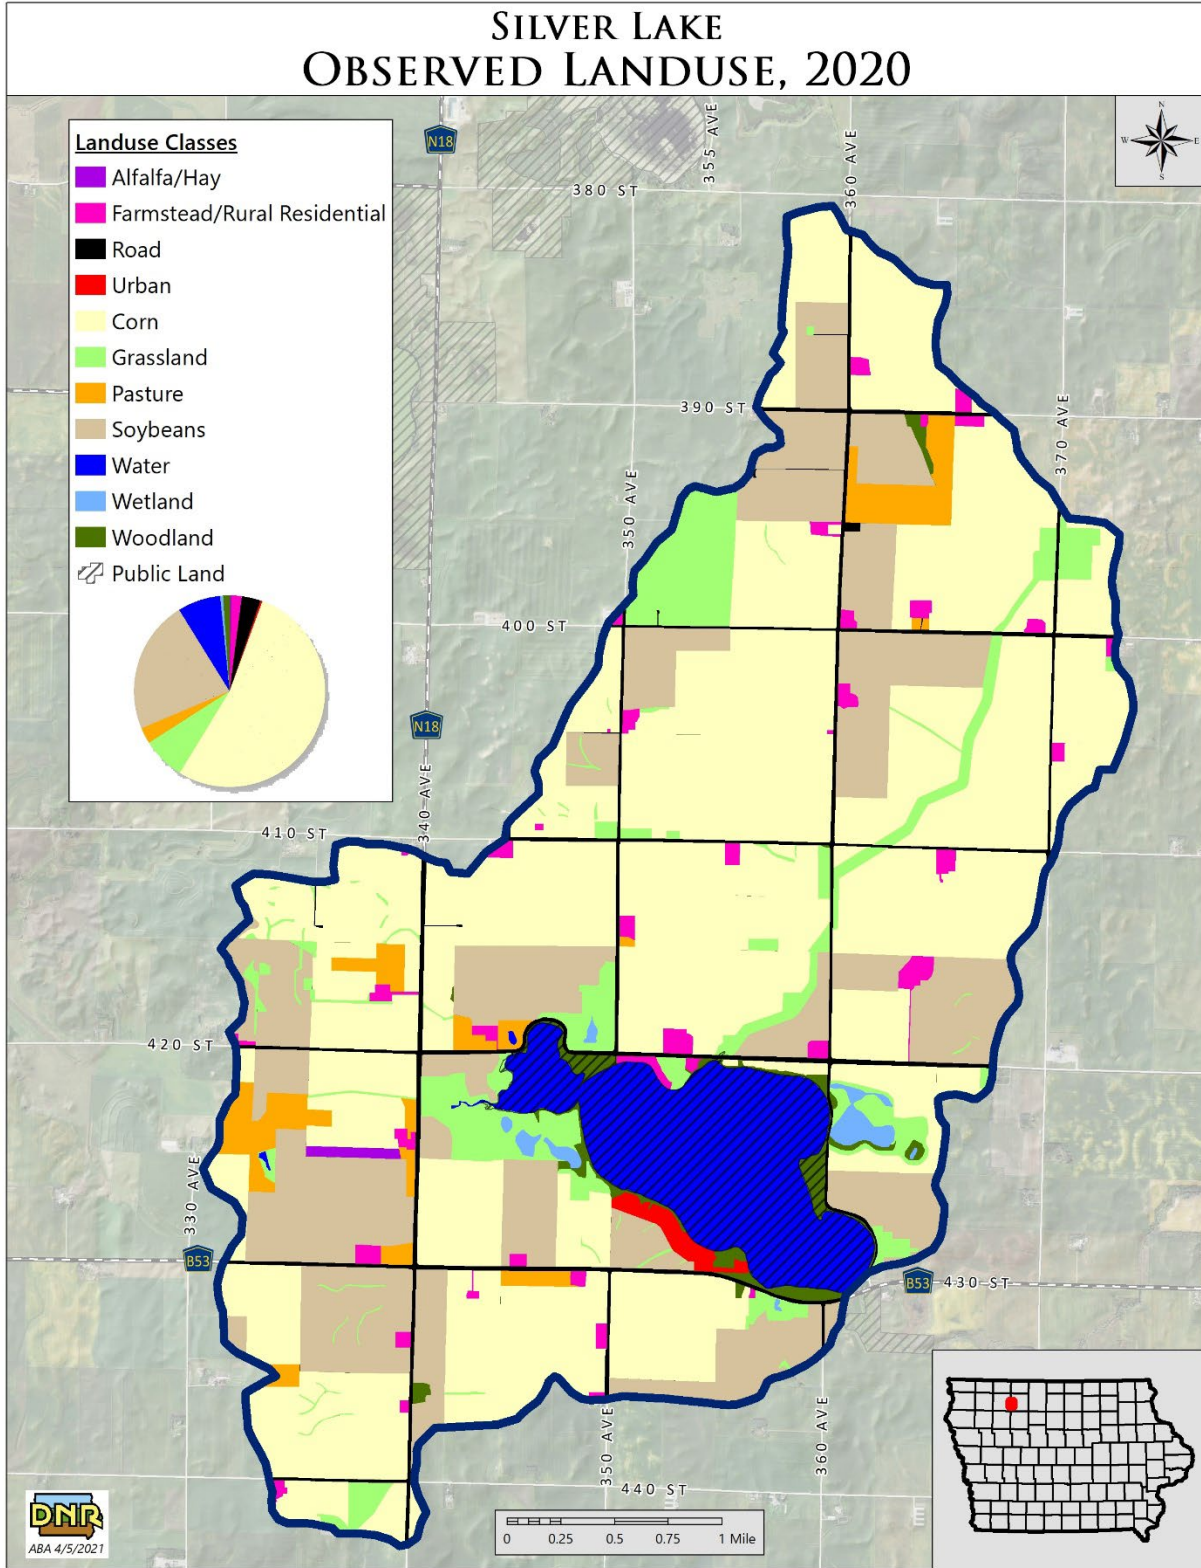 SILVER LAKE
OBSERVED LANDUSE, 2020
N
W E
S
Landuse Classes
Alfalfa/Hay
Farmstead/Rural Residential
Road
Urban
Corn
Grassland
Pasture
Soybeans
Water
Wetland
Woodland
Public Land
N18
355 AVE
360 AVE
380 ST
390 ST
370 AVE
350 AVE
400 ST
N18
340 AVE
410 ST
420 ST
330 AVE
B53
B53
430 ST
350 AVE
360 AVE
440 ST
DNR
ABA 4/5/2021
0 0.25 0.5 0.75 1 Mile